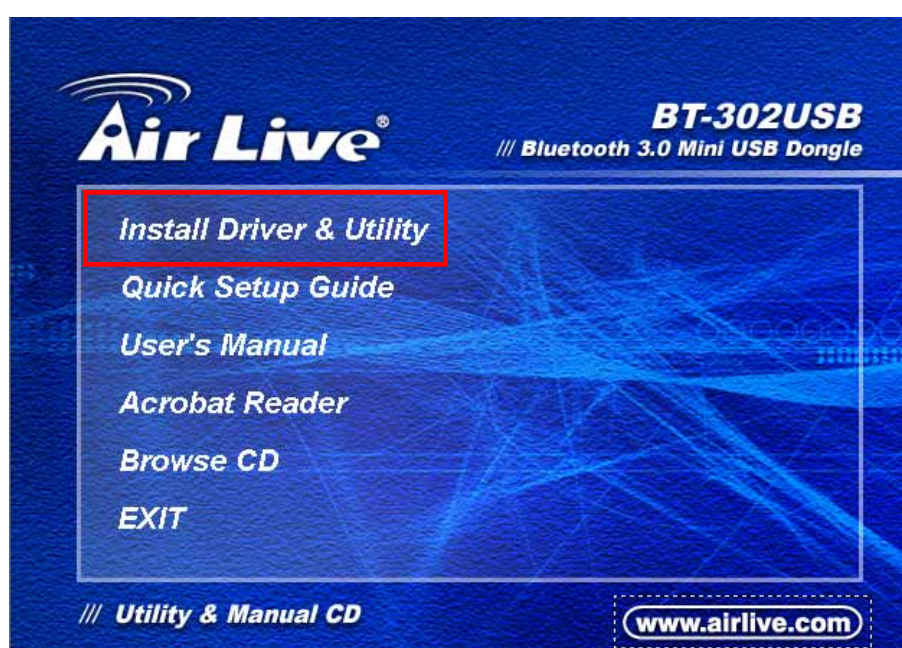 Air Live®
BT-302USB
/// Bluetooth 3.0 Mini USB Dongle
Install Driver & Utility
Quick Setup Guide
User's Manual
Acrobat Reader
Browse CD
EXIT
/// Utility & Manual CD
www.airlive.com